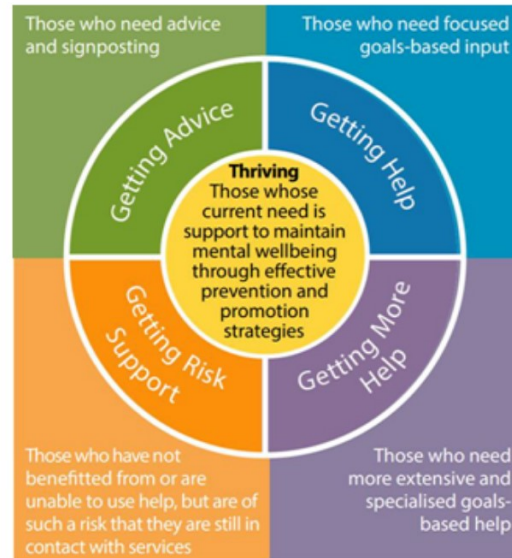 Those who need advice
and signposting
Those who need focused
goals-based input
Getting Advice
Getting Help
Thriving
Those whose
current need is
support to maintain
mental wellbeing
through effective
prevention and
promotion
strategies
Getting Risk
Support
Getting More
Help
Those who have not
benefitted from or are
unable to use help, but are of
such a risk that they are still in
contact with services
Those who need
more extensive and
specialised goals-
based help